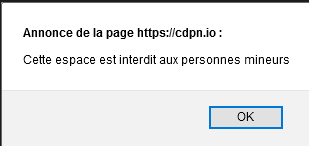 Annonce de la page https://cdpn.io :
Cette espace est interdit aux personnes mineurs
OK